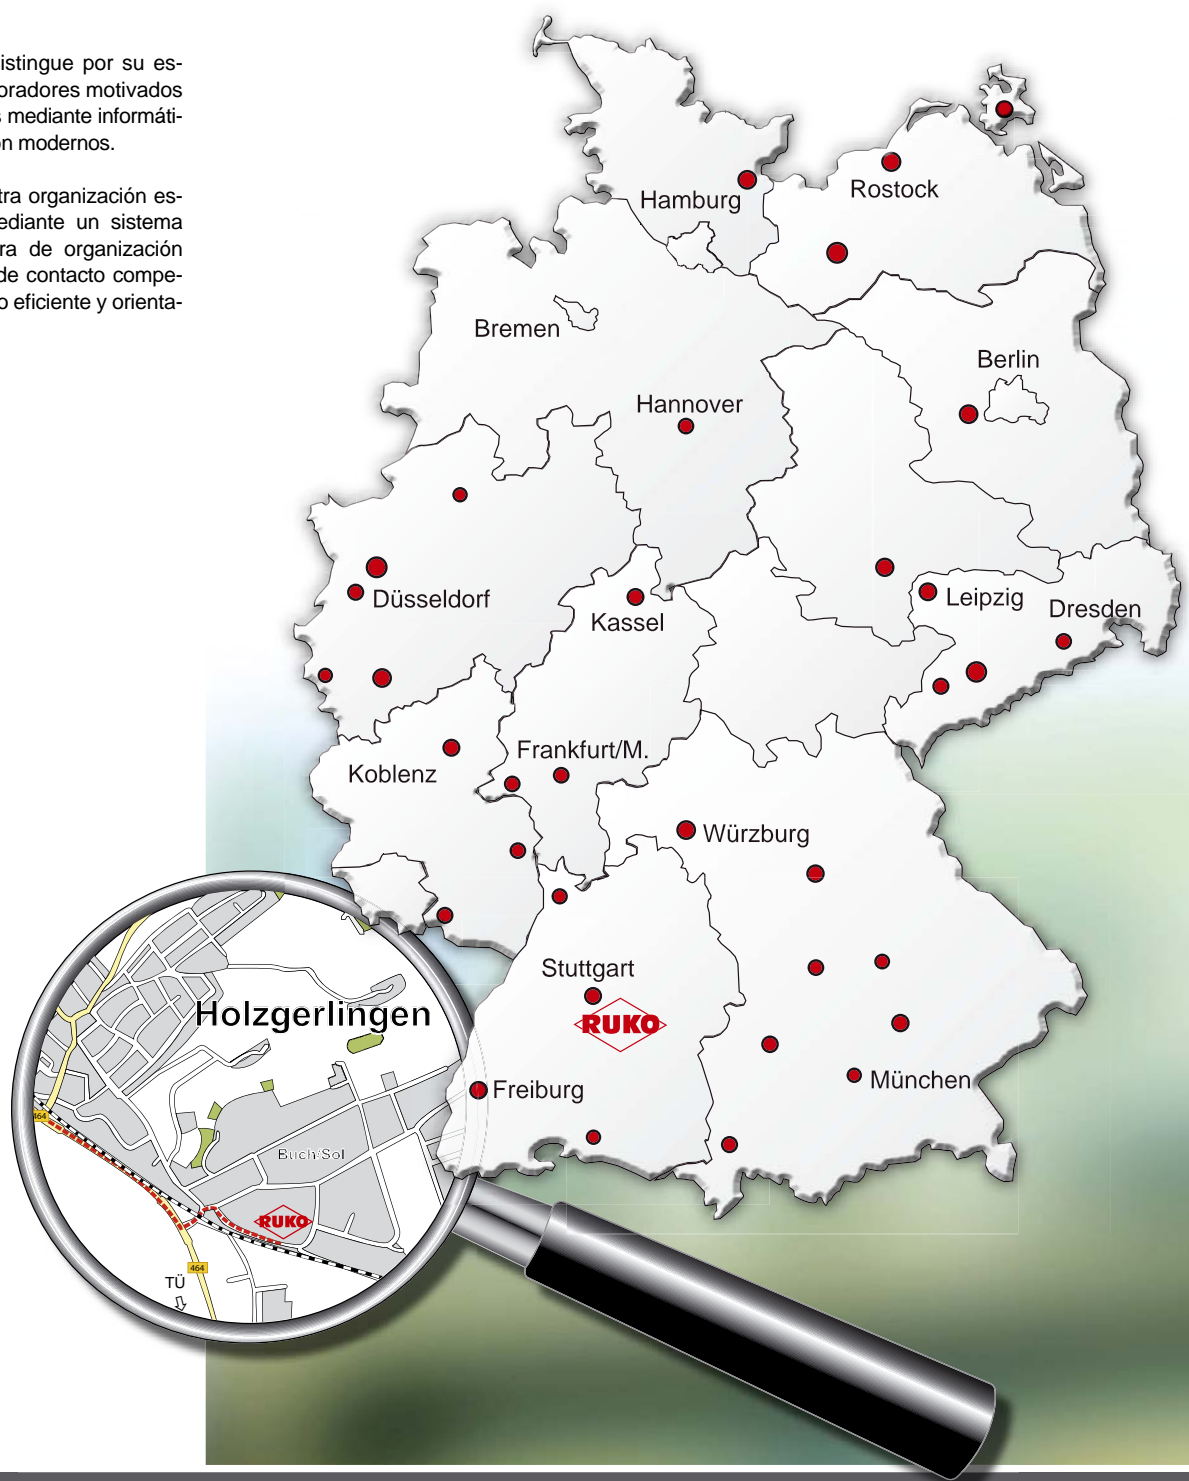 istingue por su es-
oradores motivados
s mediante informáti-
ón modernos.
tra organización es-
ediante un sistema
ra de organización
de contacto compe-
o eficiente y orienta-
Rostock
Hamburg
Bremen
Berlin
Hannover
Düsseldorf
Kassel
Leipzig
Dresden
Frankfurt/M.
Koblenz
Würzburg
Stuttgart
RUKO
Freiburg
München
Holzgerlingen
464
Buch/Sol
RUKO
464
TÜ